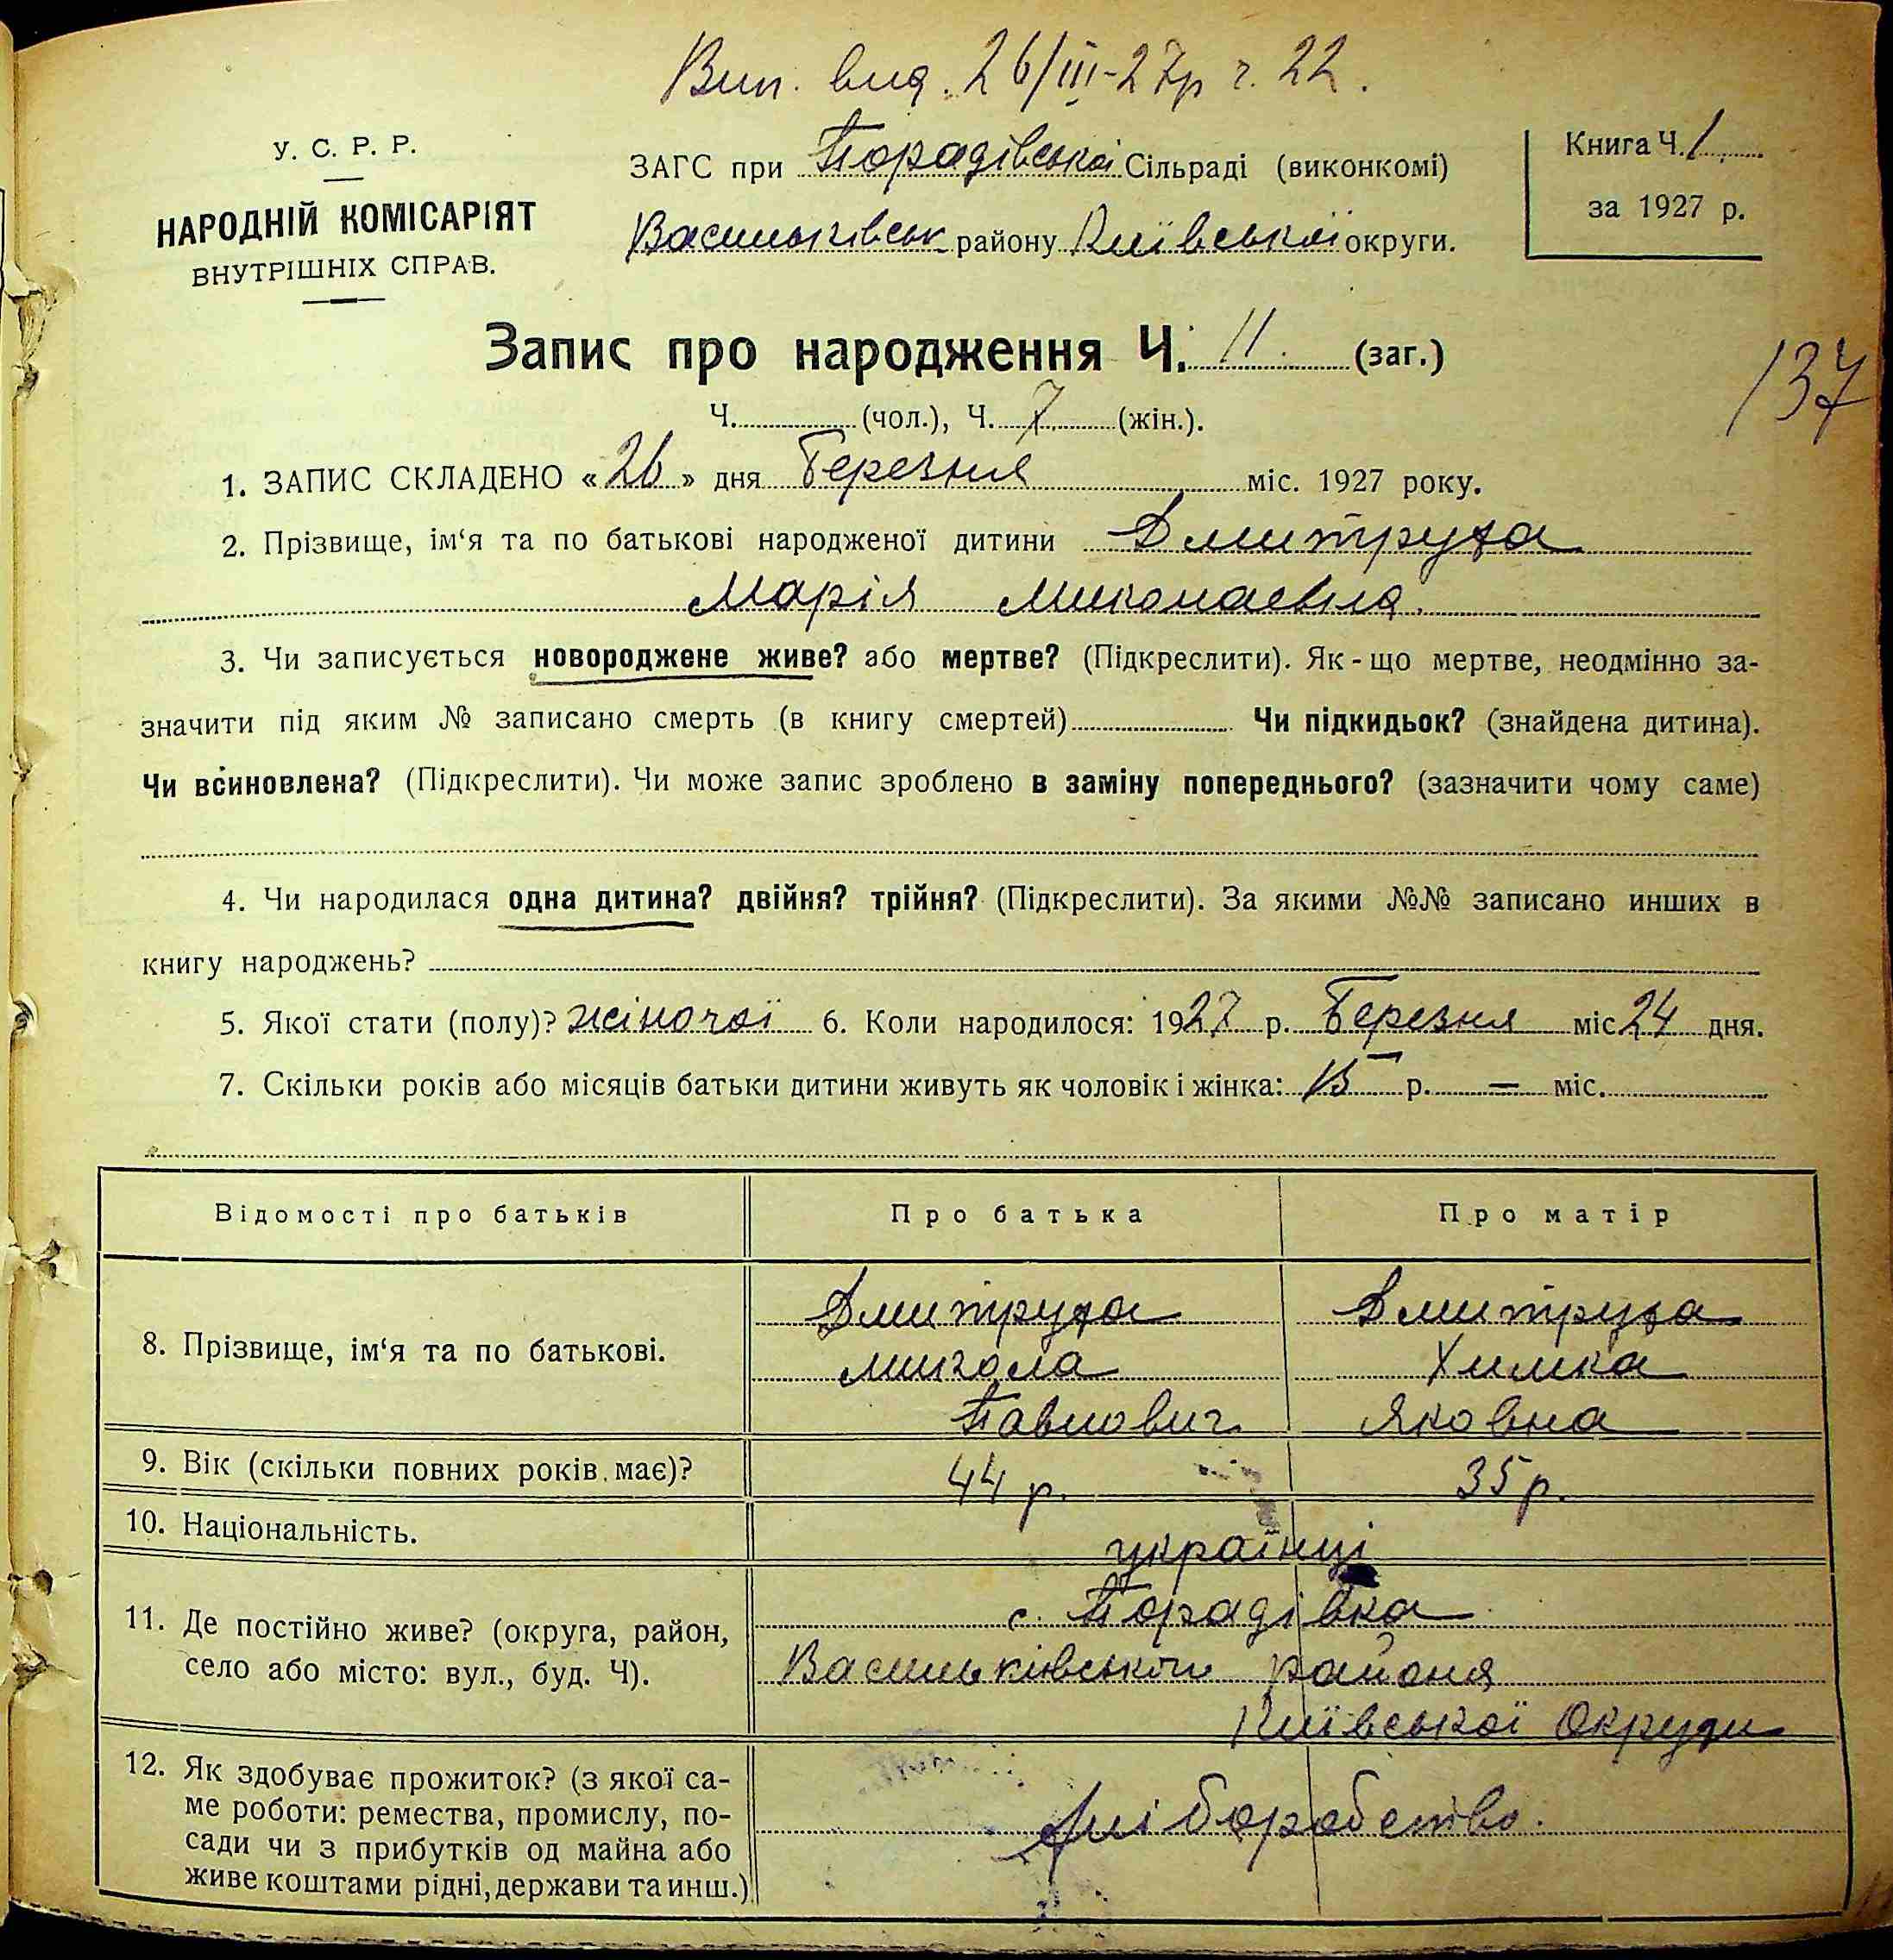 Вип. вид. 26/III-27р ч. 22.
У. С. Р. Р.
НАРОДНІЙ КОМІСАРІЯТ
ВНУТРІШНІХ СПРАВ.
ЗАГС при Порадівській Сільраді (виконкомі)
Васильківськ району Київської округи.
Книга Ч. 1
за 1927 р.
Запис про народження Ч. 11. (заг.)
137
Ч. (чол.), Ч. 7 (жін.).
1. ЗАПИС СКЛАДЕНО «26» дня Березня міс. 1927 року.
2. Прізвище, ім‘я та по батькові народженої дитини Дмитруха
Марія Миколаєвна.
3. Чи записується новороджене живе? або мертве? (Підкреслити). Як-що мертве, неодмінно за-
значити під яким № записано смерть (в книгу смертей) Чи підкидьок? (знайдена дитина).
Чи всиновлена? (Підкреслити). Чи може запис зроблено в заміну попереднього? (зазначити чому саме)
4. Чи народилася одна дитина? двійня? трійня? (Підкреслити). За якими №№ записано инших в
книгу народжень?
5. Якої стати (полу)? жіночої 6. Коли народилося: 1927 р. Березня міс 24 дня.
7. Скільки років або місяців батьки дитини живуть як чоловік і жінка: 15 р. = міс.
Відомості про батьків Про батька Про матір
8. Прізвище, ім‘я та по батькові.
Дмитруха Дмитруха
Микола Химка
Павлович Яковна
9. Вік (скільки повних років має)? 44 р. 35 р.
10. Національність. українці
11. Де постійно живе? (округа, район,
село або місто: вул., буд. Ч).
с. Порадівка
Васильківського района
Київської Округи
12. Як здобуває прожиток? (з якої са-
ме роботи: ремества, промислу, по-
сади чи з прибутків од майна або
живе коштами рідні, держави та инш.)
хліборобство.